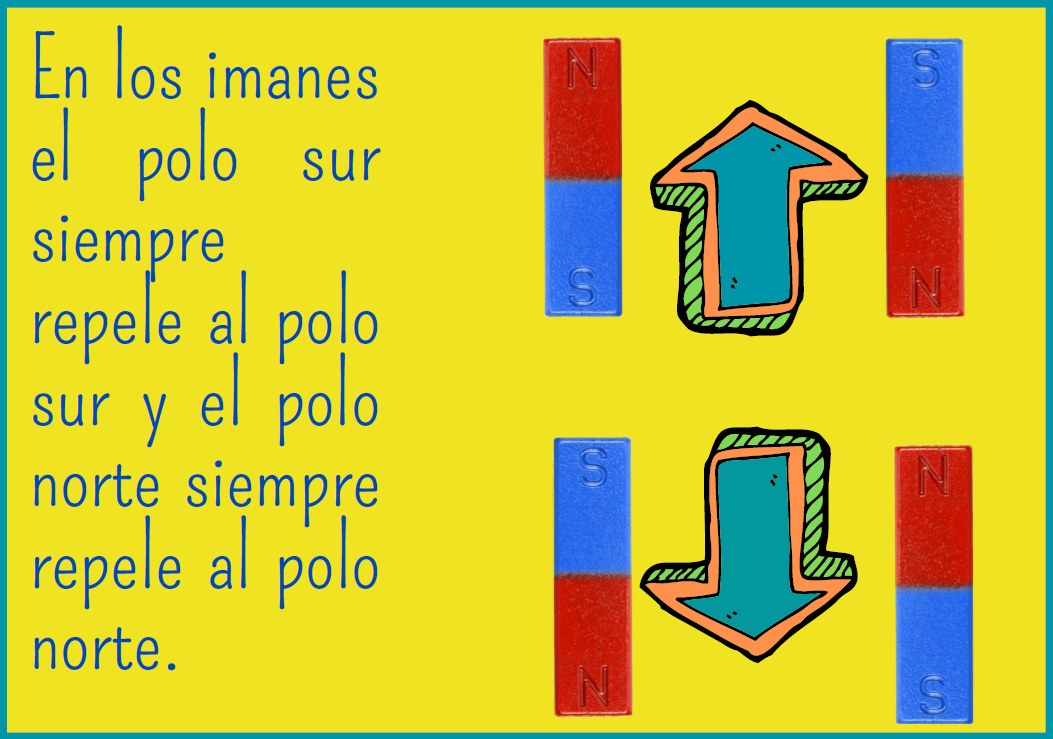 En los imanes
el polo sur
siempre
repele al polo
sur y el polo
norte siempre
repele al polo
norte.
N
S
S
N
S
N
N
S